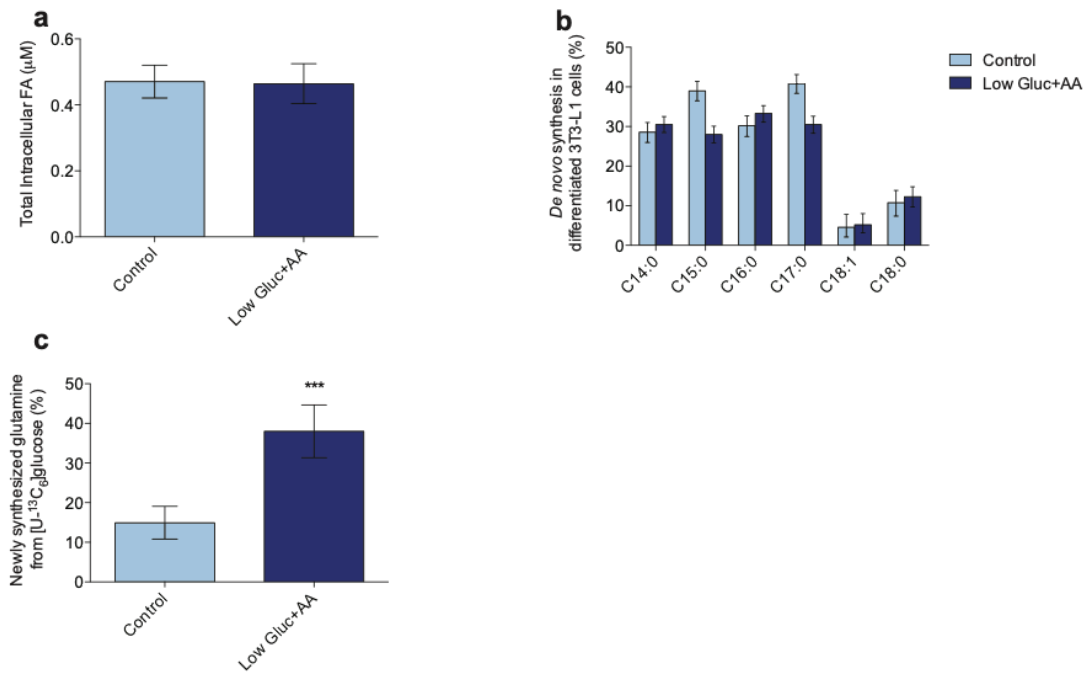 a
Total Intracellular FA (μM)
0.6
0.4
0.2
0.0
Control
Low Gluc+AA
b
De novo synthesis in
differentiated 3T3-L1 cells (%)
50
40
30
20
10
0
C14:0
C15:0
C16:0
C17:0
C18:1
C18:0
Control
Low Gluc+AA
c
Newly synthesized glutamine
from [U-¹³C₆]glucose (%)
50
40
30
20
10
0
***
Control
Low Gluc+AA